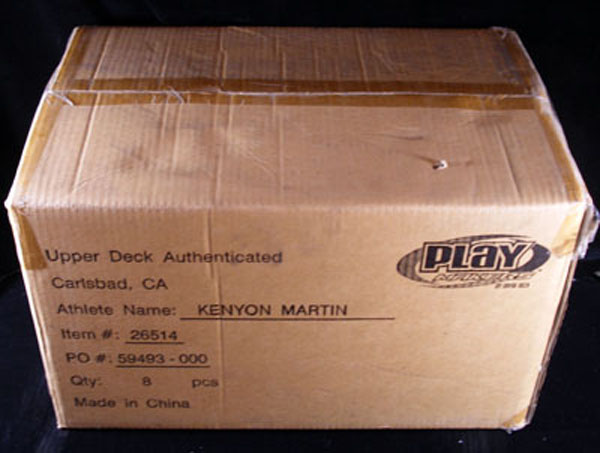 Upper Deck Authenticated
Carlsbad, CA
Athlete Name: KENYON MARTIN
Item #: 26514
PO #: 59493-000
Qty: 8 pcs
Made in China
PLAY
MAKERS